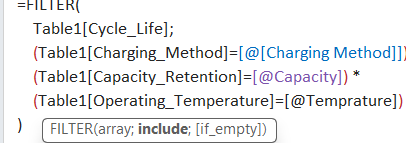 =FILTER(
Table1[Cycle_Life];
(Table1[Charging_Method]=[@[Charging Method]])
(Table1[Capacity_Retention]=[@Capacity]) *
(Table1[Operating_Temperature]=[@Temprature])
)
FILTER(array; include; [if_empty])